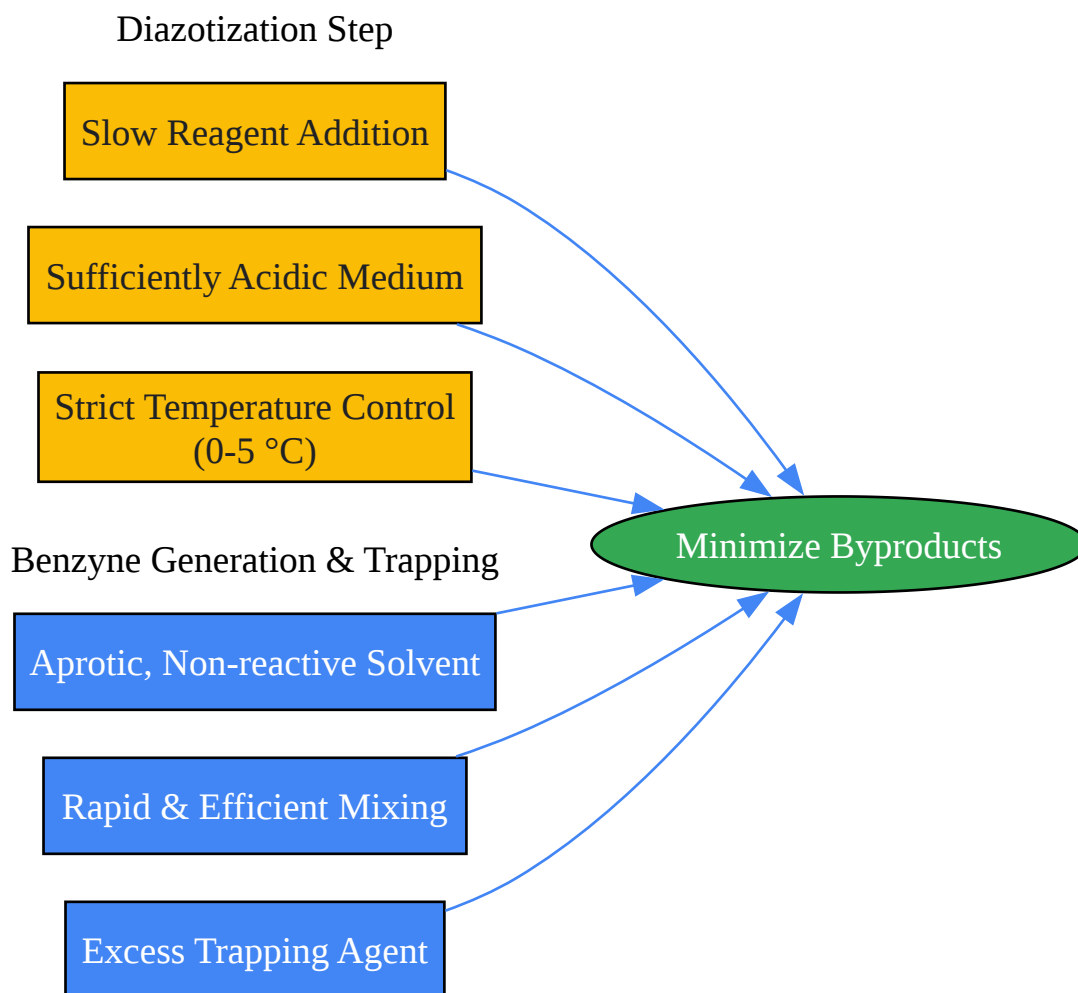 Diazotization Step
Slow Reagent Addition
Sufficiently Acidic Medium
Strict Temperature Control
(0-5 °C)
Minimize Byproducts
Benzyne Generation & Trapping
Aprotic, Non-reactive Solvent
Rapid & Efficient Mixing
Excess Trapping Agent